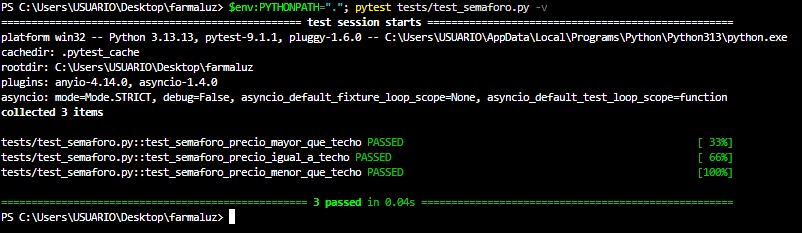 PS C:\Users\USUARIO\Desktop\farmaluz> $env:PYTHONPATH="."; pytest tests/test_semaforo.py -v
================================================= test session starts =================================================
platform win32 -- Python 3.13.13, pytest-9.1.1, pluggy-1.6.0 -- C:\Users\USUARIO\AppData\Local\Programs\Python\Python313\python.exe
cachedir: .pytest_cache
rootdir: C:\Users\USUARIO\Desktop\farmaluz
plugins: anyio-4.14.0, asyncio-1.4.0
asyncio: mode=Mode.STRICT, debug=False, asyncio_default_fixture_loop_scope=None, asyncio_default_test_loop_scope=function
collected 3 items
tests/test_semaforo.py::test_semaforo_precio_mayor_que_techo PASSED [ 33%]
tests/test_semaforo.py::test_semaforo_precio_igual_a_techo PASSED [ 66%]
tests/test_semaforo.py::test_semaforo_precio_menor_que_techo PASSED [100%]
================================================== 3 passed in 0.04s ==================================================
PS C:\Users\USUARIO\Desktop\farmaluz>